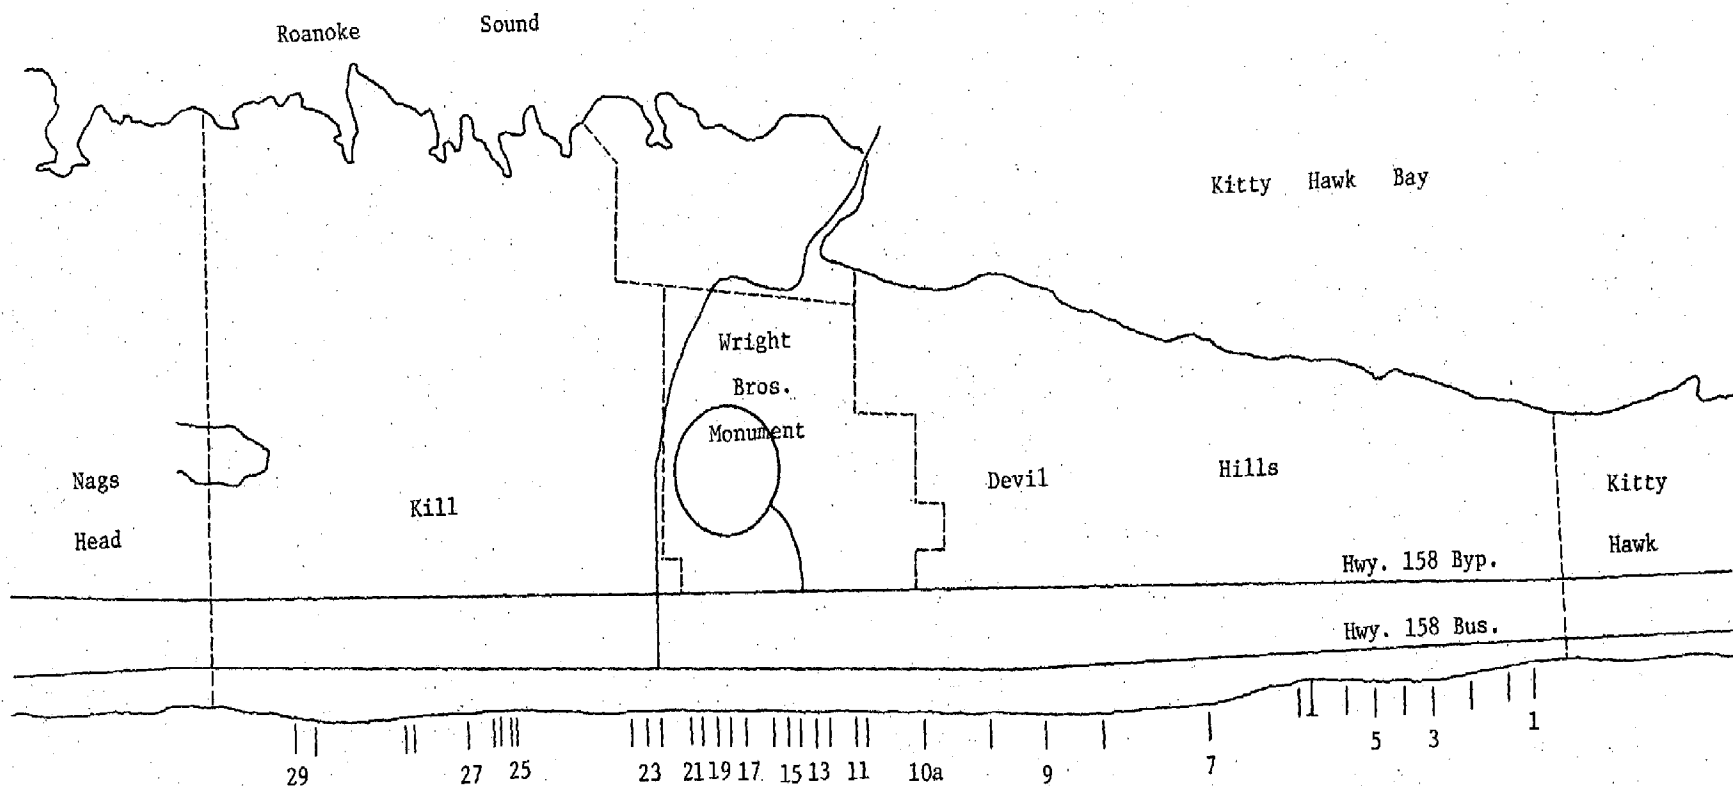 Roanoke Sound
Kitty Hawk Bay
Wright
Bros.
Monument
Nags
Head
Kill
Devil
Hills
Kitty
Hawk
Hwy. 158 Byp.
Hwy. 158 Bus.
29 27 25 23 21 19 17 15 13 11 10a 9 7 5 3 1